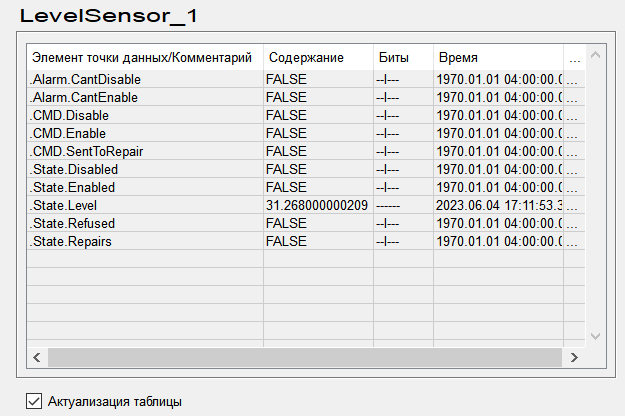 LevelSensor_1
Элемент точки данных/Комментарий Содержание Биты Время ...
.Alarm.CantDisable FALSE --I--- 1970.01.01 04:00:00.0 ...
.Alarm.CantEnable FALSE --I--- 1970.01.01 04:00:00.0 ...
.CMD.Disable FALSE --I--- 1970.01.01 04:00:00.0 ...
.CMD.Enable FALSE --I--- 1970.01.01 04:00:00.0 ...
.CMD.SentToRepair FALSE --I--- 1970.01.01 04:00:00.0 ...
.State.Disabled FALSE --I--- 1970.01.01 04:00:00.0 ...
.State.Enabled FALSE --I--- 1970.01.01 04:00:00.0 ...
.State.Level 31.268000000209 ------ 2023.06.04 17:11:53.3 ...
.State.Refused FALSE --I--- 1970.01.01 04:00:00.0 ...
.State.Repairs FALSE --I--- 1970.01.01 04:00:00.0 ...
Актуализация таблицы